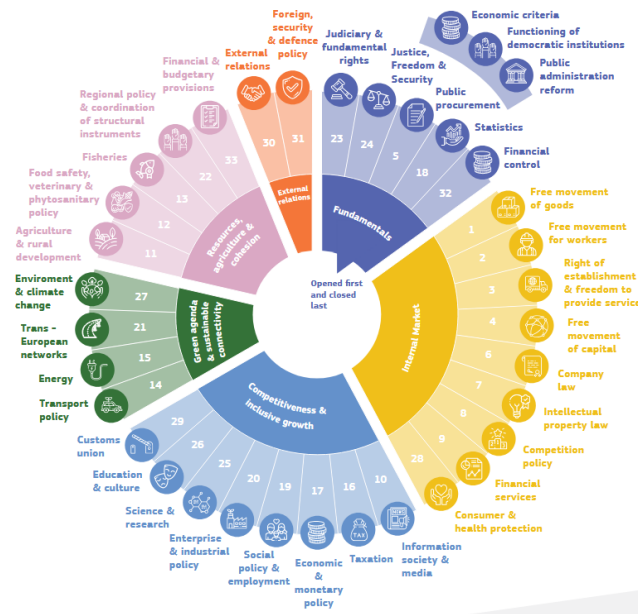 Foreign,
security
& defence
policy
External
relations
Financial &
budgetary
provisions
Regional policy
& coordination
of structural
instruments
Fisheries
Food safety,
veterinary &
phytosanitary
policy
Agriculture
& rural
development
Judiciary &
fundamental
rights
Justice,
Freedom &
Security
Public
procurement
Statistics
Financial
control
Economic criteria
Functioning of
democratic institutions
Public
administration
reform
30
31
33
22
13
12
11
23
24
5
18
32
External
relations
Resources,
agriculture &
cohesion
Fundamentals
Opened first
and closed
last
Free movement
of goods
Free movement
for workers
Right of
establishment
& freedom to
provide service
Free
movement
of capital
Company
law
Intellectual
property law
Competition
policy
Financial
services
Consumer &
health protection
1
2
3
4
6
7
8
9
28
Internal Market
Enviroment
& climate
change
Trans -
European
networks
Energy
Transport
policy
27
21
15
14
Green agenda
& sustainable
connectivity
Competitiveness &
inclusive growth
29
26
25
20
19
17
16
10
Customs
union
Education
& culture
Science &
research
Enterprise
& industrial
policy
Social
policy &
employment
Economic
&
monetary
policy
TAX
Taxation
NEWS
Information
society &
media